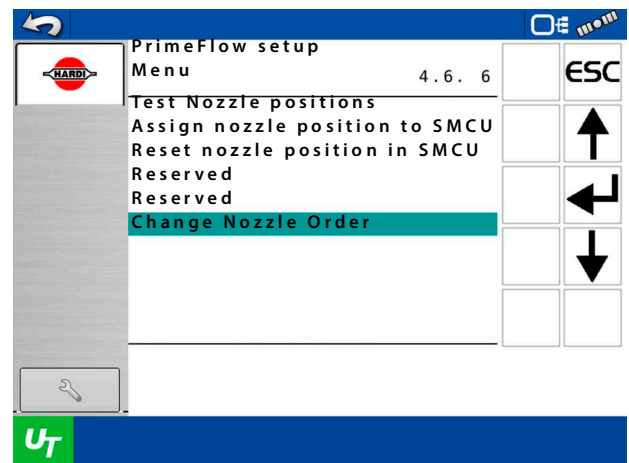 PrimeFlow setup
Menu 4.6. 6
ESC
HARDI
Test Nozzle positions
Assign nozzle position to SMCU
Reset nozzle position in SMCU
Reserved
Reserved
Change Nozzle Order
UT